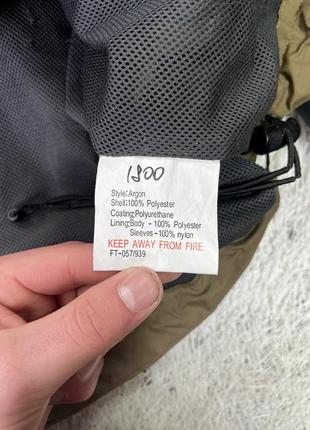 1800
Style:Argon
Shell:100% Polyester
Coating:Polyurethane
Lining:Body - 100% Polyester
Sleeves -100% nylon
KEEP AWAY FROM FIRE
FT-057/939